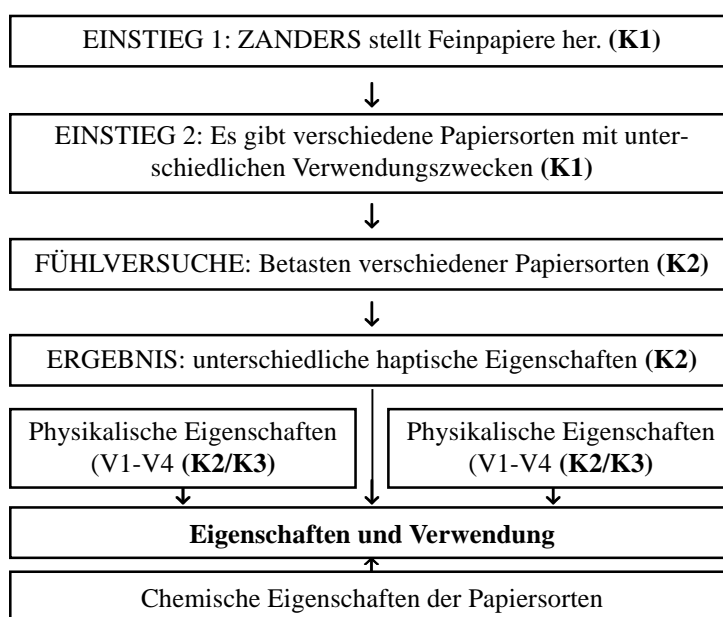 EINSTIEG 1: ZANDERS stellt Feinpapiere her. (K1)
EINSTIEG 2: Es gibt verschiedene Papiersorten mit unter-
schiedlichen Verwendungszwecken (K1)
FÜHLVERSUCHE: Betasten verschiedener Papiersorten (K2)
ERGEBNIS: unterschiedliche haptische Eigenschaften (K2)
Physikalische Eigenschaften
(V1-V4 (K2/K3)
Physikalische Eigenschaften
(V1-V4 (K2/K3)
Eigenschaften und Verwendung
Chemische Eigenschaften der Papiersorten